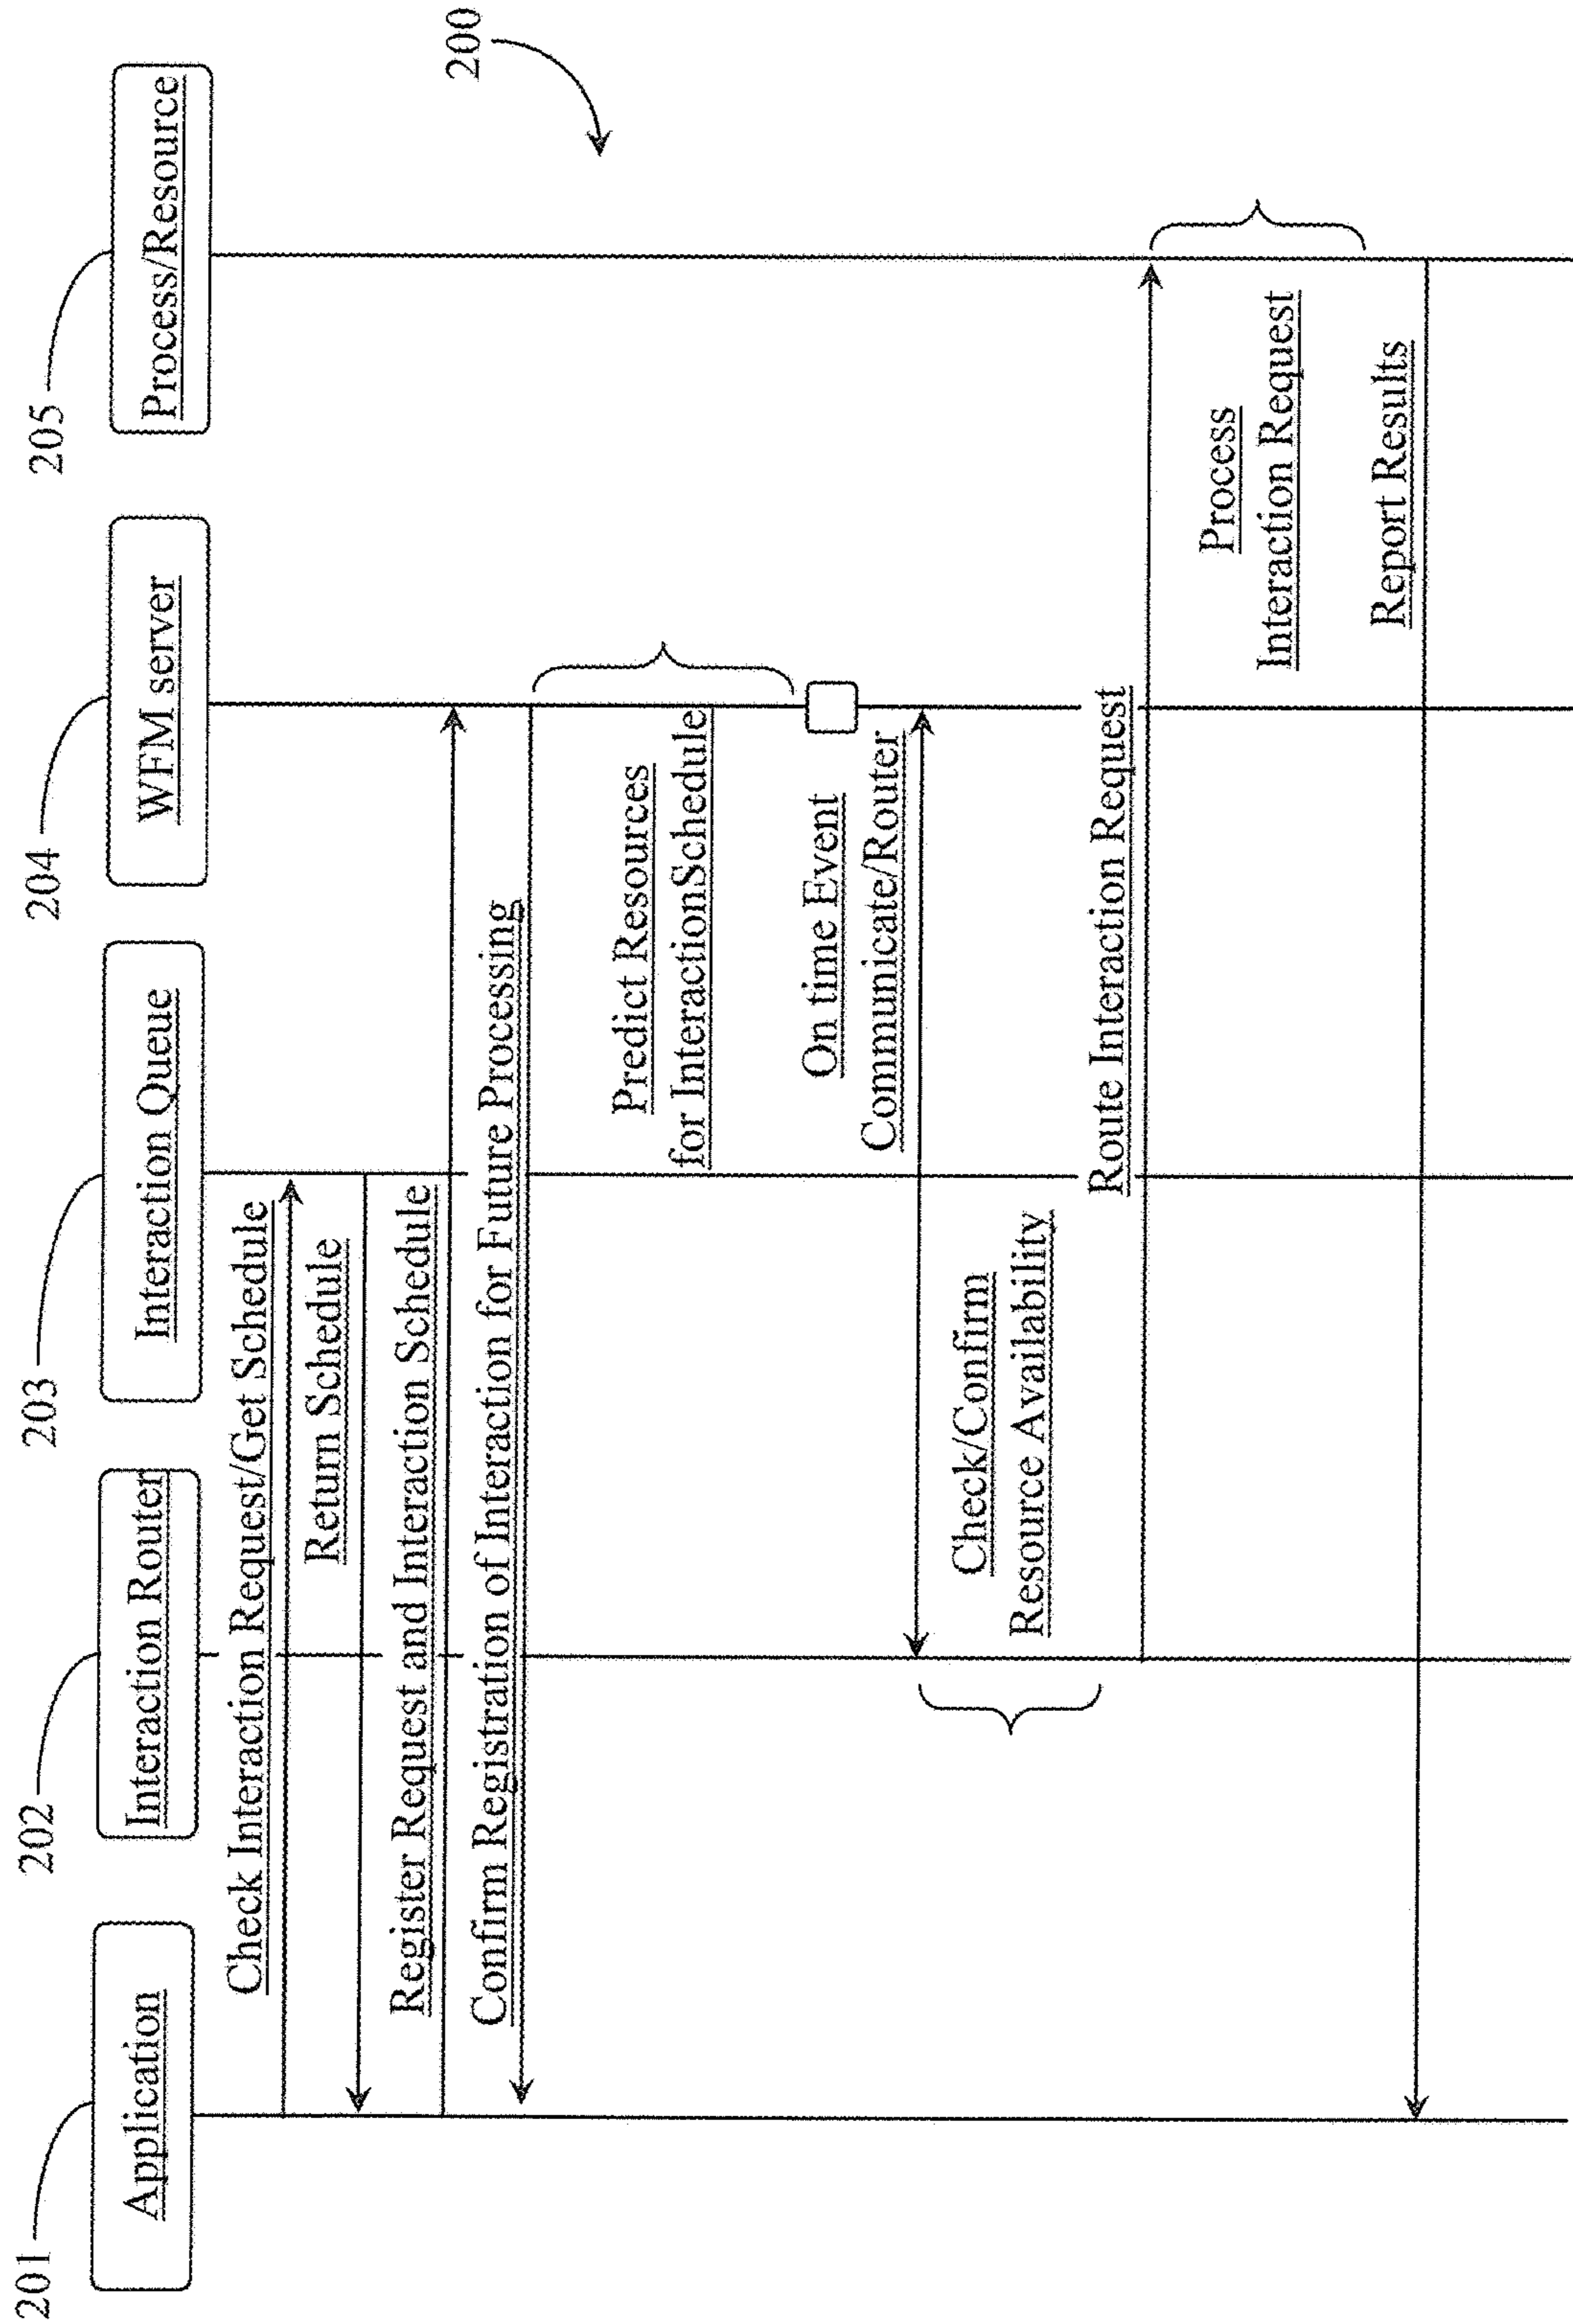 200
201
202
203
204
205
Application
Interaction Router
Interaction Queue
WFM server
Process/Resource
Check Interaction Request/Get Schedule
Return Schedule
Register Request and Interaction Schedule
Confirm Registration of Interaction for Future Processing
Predict Resources
for InteractionSchedule
On time Event
Communicate/Router
Check/Confirm
Resource Availability
Route Interaction Request
Process
Interaction Request
Report Results